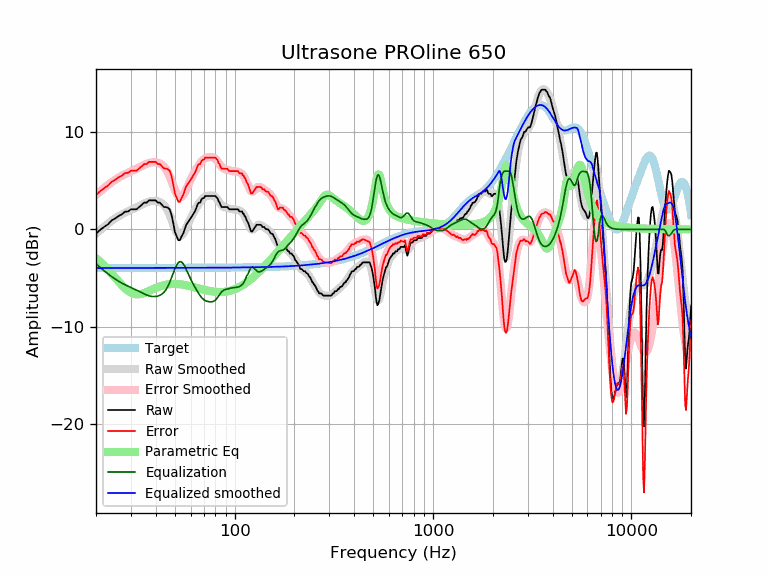 Ultrasone PROline 650
Amplitude (dBr)
10
0
−10
−20
Target
Raw Smoothed
Error Smoothed
Raw
Error
Parametric Eq
Equalization
Equalized smoothed
100
1000
10000
Frequency (Hz)